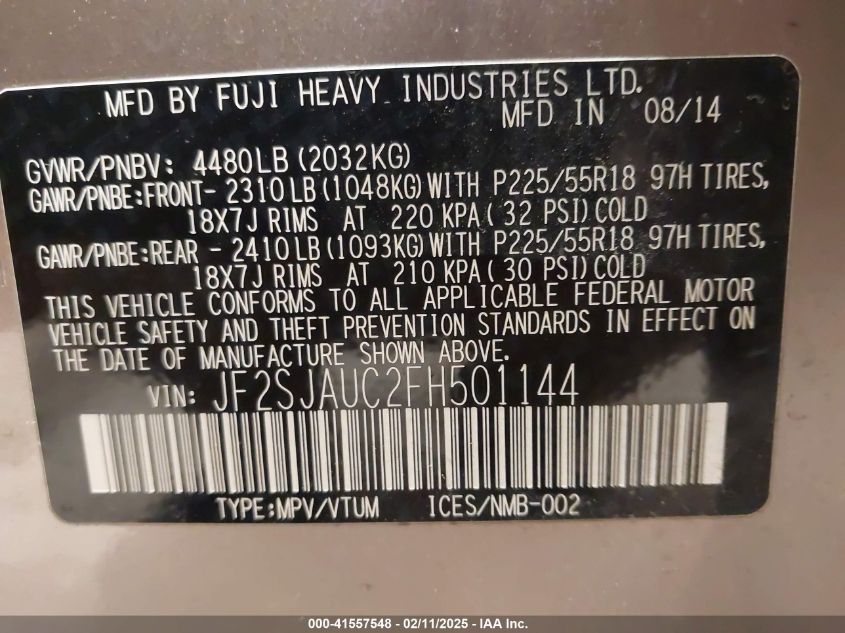 MFD BY FUJI HEAVY INDUSTRIES LTD.
MFD IN 08/14
GVWR/PNBV: 4480LB (2032KG)
GAWR/PNBE:FRONT- 2310LB (1048KG)WITH P225/55R18 97H TIRES,
18X7J RIMS AT 220 KPA( 32 PSI)COLD
GAWR/PNBE:REAR - 2410LB (1093KG)WITH P225/55R18 97H TIRES,
18X7J RIMS AT 210 KPA( 30 PSI)COLD
THIS VEHICLE CONFORMS TO ALL APPLICABLE FEDERAL MOTOR
VEHICLE SAFETY AND THEFT PREVENTION STANDARDS IN EFFECT ON
THE DATE OF MANUFACTURE SHOWN ABOVE.
VIN: JF2SJAUC2FH501144
TYPE:MPV/VTUM ICES/NMB-002
000-41557548 - 02/11/2025 - IAA Inc.